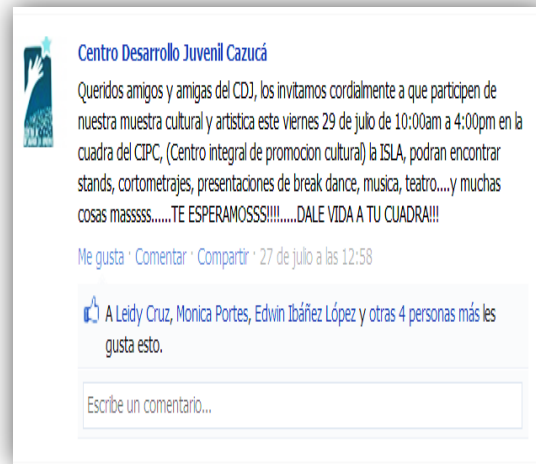 Centro Desarrollo Juvenil Cazucá
Queridos amigos y amigas del CDJ, los invitamos cordialmente a que participen de
nuestra muestra cultural y artistica este viernes 29 de julio de 10:00am a 4:00pm en la
cuadra del CIPC, (Centro integral de promocion cultural) la ISLA, podran encontrar
stands, cortometrajes, presentaciones de break dance, musica, teatro....y muchas
cosas masssss......TE ESPERAMOSSS!!!!.....DALE VIDA A TU CUADRA!!!
Me gusta · Comentar · Compartir · 27 de julio a las 12:58
A Leidy Cruz, Monica Portes, Edwin Ibáñez López y otras 4 personas más les
gusta esto.
Escribe un comentario...